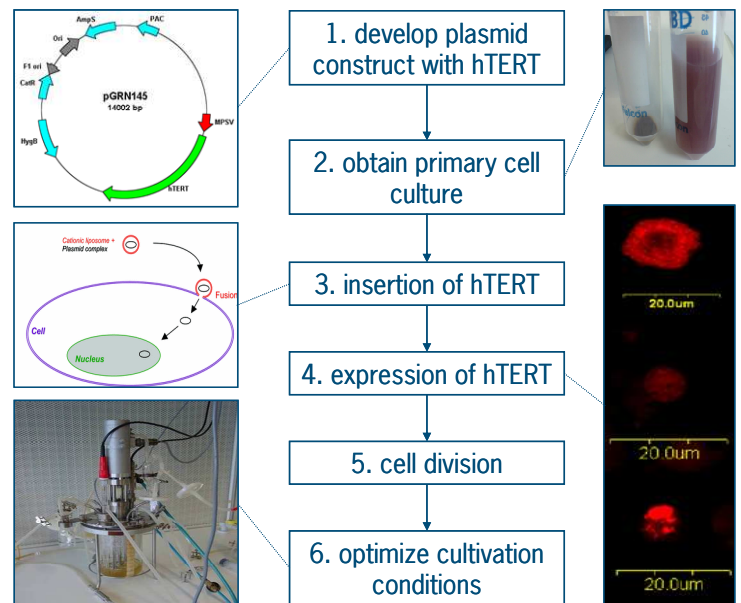 AmpS
PAC
Ori
F1 ori
CatR
pGRN145
14002 bp
MPSV
HygB
hTERT
1. develop plasmid
construct with hTERT
BD
Falcon
2. obtain primary cell
culture
Cationic liposome +
Plasmid complex
Fusion
Cell
Nucleus
3. insertion of hTERT
20.0um
4. expression of hTERT
20.0um
5. cell division
6. optimize cultivation
conditions
20.0um